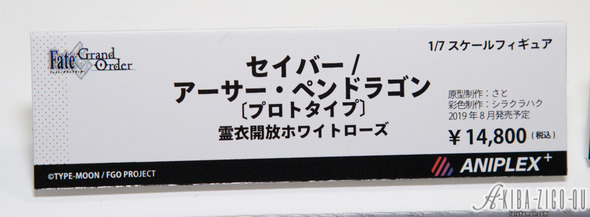 Fate Grand Order
1/7 スケールフィギュア
セイバー/
アーサー・ペンドラゴン
〔プロトタイプ〕
霊衣開放ホワイトローズ
原型制作：さと
彩色制作：シラクラハク
2019年8月発売予定
￥14,800（税込）
©TYPE-MOON / FGO PROJECT
ANIPLEX+
AKIBA-ZIGO-QU